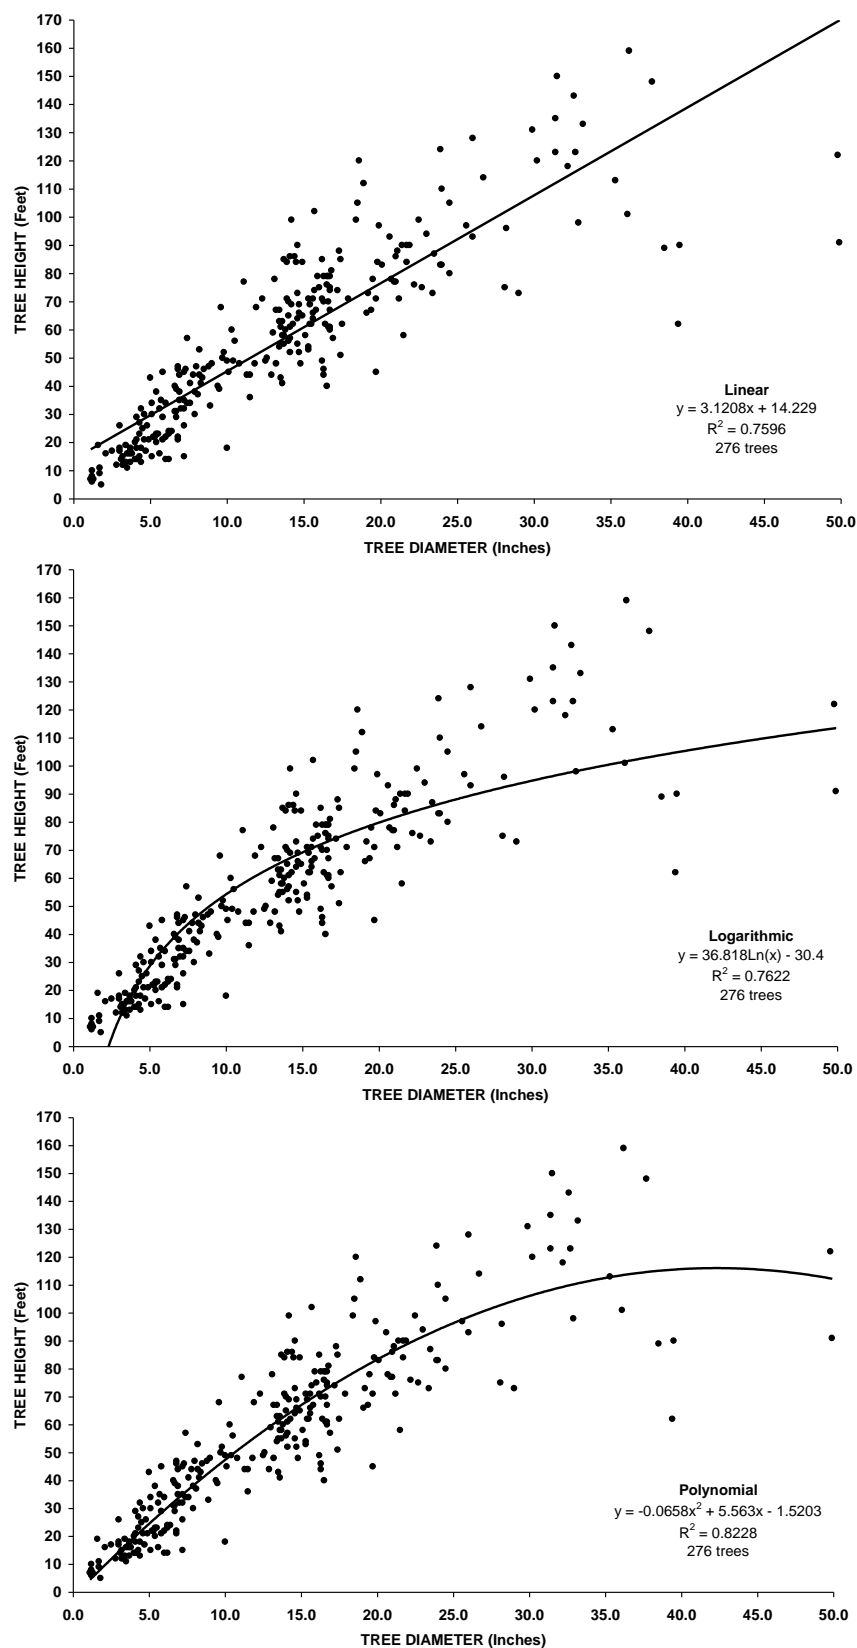 170
160
150
140
130
120
110
100
90
80
70
60
50
40
30
20
10
0
TREE HEIGHT (Feet)
Linear
y = 3.1208x + 14.229
R² = 0.7596
276 trees
0.0 5.0 10.0 15.0 20.0 25.0 30.0 35.0 40.0 45.0 50.0
TREE DIAMETER (Inches)
170
160
150
140
130
120
110
100
90
80
70
60
50
40
30
20
10
0
TREE HEIGHT (Feet)
Logarithmic
y = 36.818Ln(x) - 30.4
R² = 0.7622
276 trees
0.0 5.0 10.0 15.0 20.0 25.0 30.0 35.0 40.0 45.0 50.0
TREE DIAMETER (Inches)
170
160
150
140
130
120
110
100
90
80
70
60
50
40
30
20
10
0
TREE HEIGHT (Feet)
Polynomial
y = -0.0658x² + 5.563x - 1.5203
R² = 0.8228
276 trees
0.0 5.0 10.0 15.0 20.0 25.0 30.0 35.0 40.0 45.0 50.0
TREE DIAMETER (Inches)